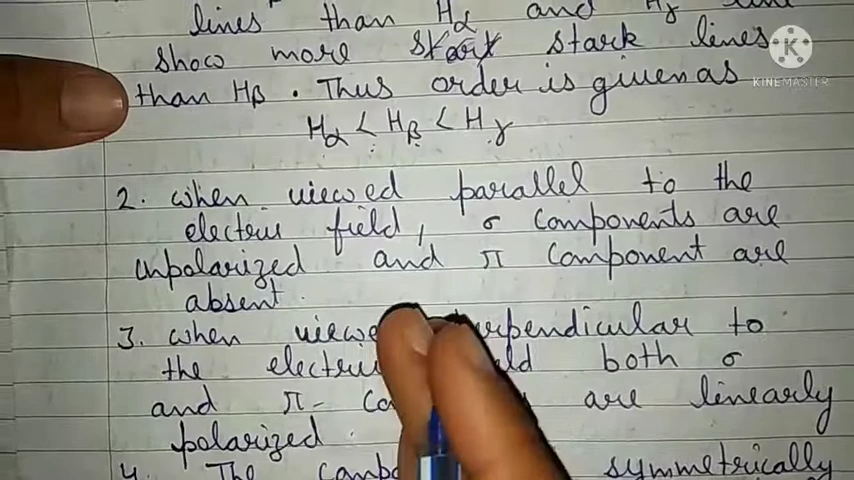 lines than Hα and Hγ
show more stark lines
than Hβ. Thus order is given as
Hα < Hβ < Hγ
2. when viewed parallel to the
electric field, σ components are
unpolarized and π component are
absent.
3. when viewed perpendicular to
the electric field both σ
and π- are linearly
polarized.
4. The symmetrically
KINEMASTER